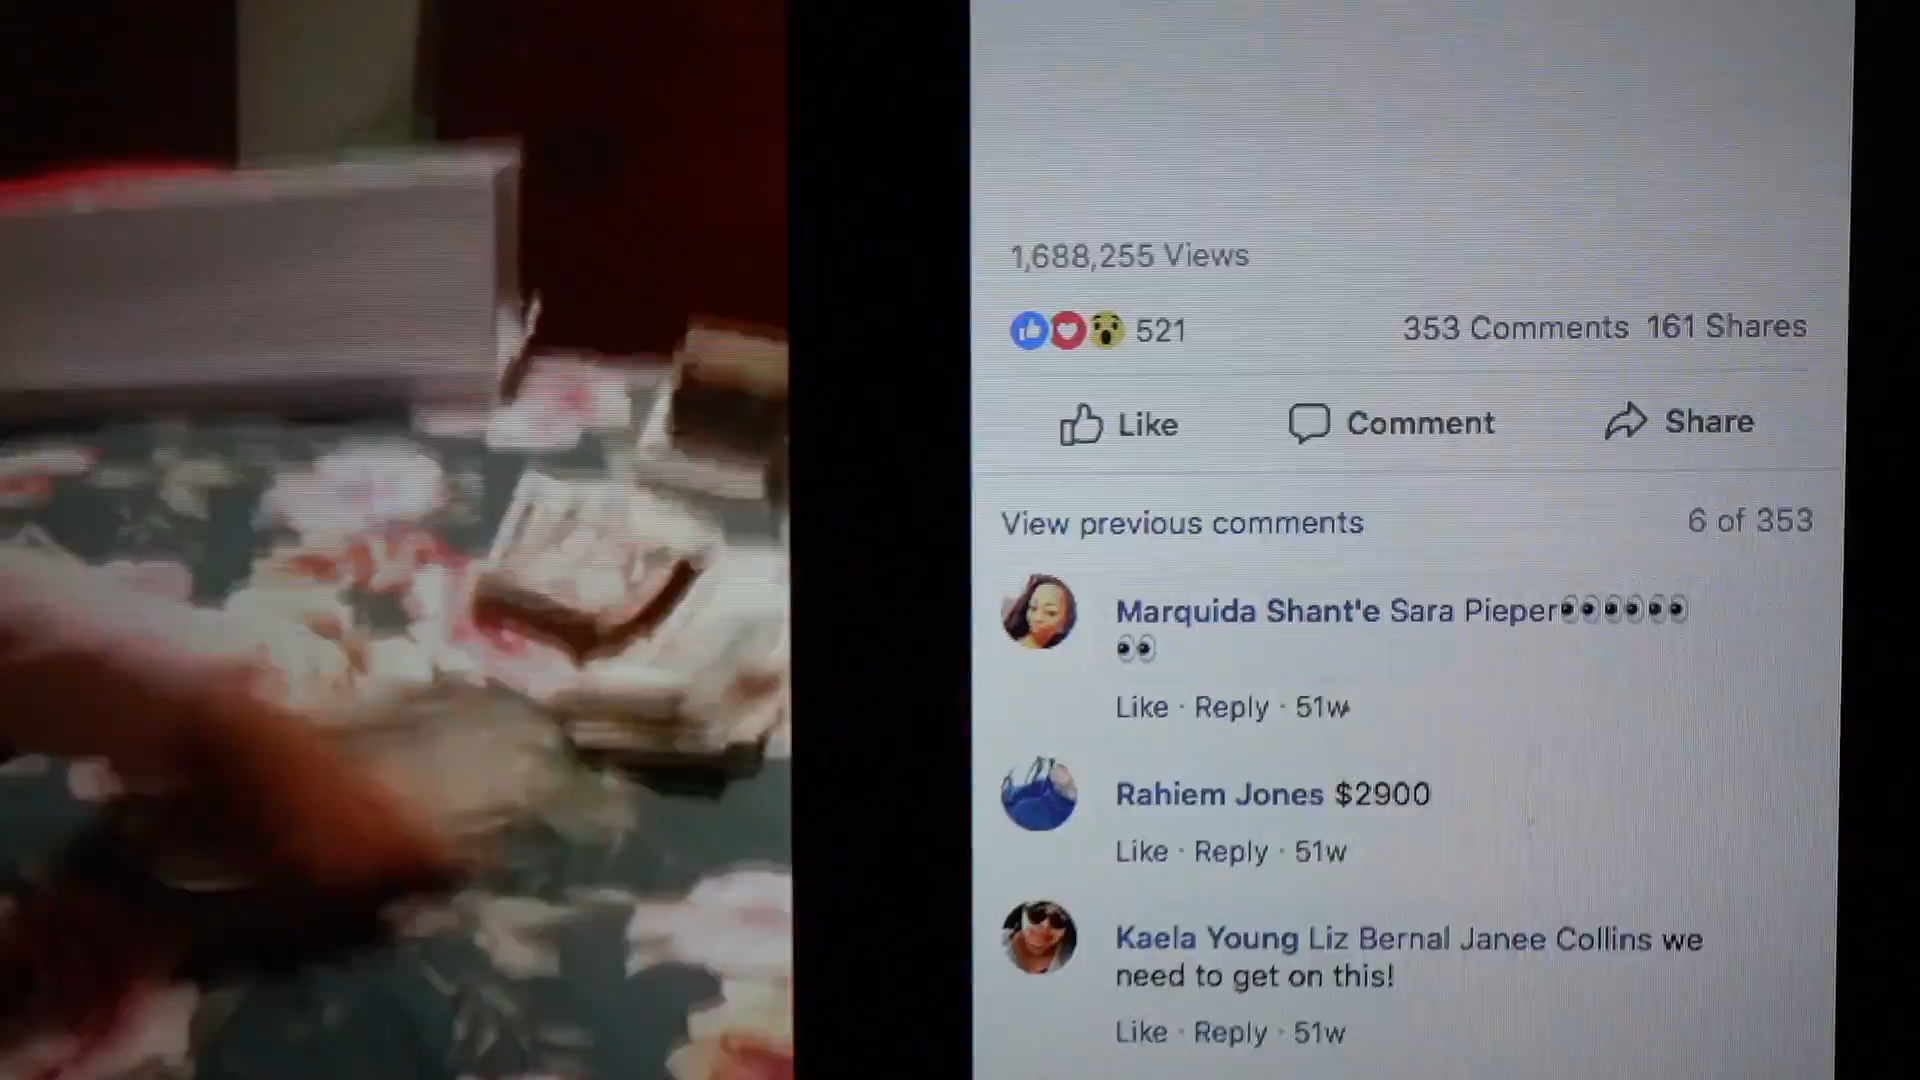 1,688,255 Views
521 353 Comments 161 Shares
Like Comment Share
View previous comments 6 of 353
Marquida Shant'e Sara Pieper👀👀👀
👀
Like · Reply · 51w
Rahiem Jones $2900
Like · Reply · 51w
Kaela Young Liz Bernal Janee Collins we
need to get on this!
Like · Reply · 51w